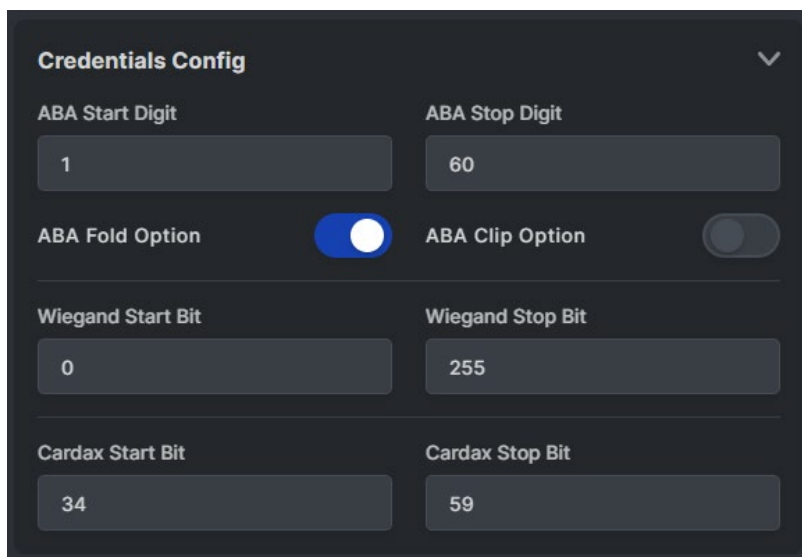 Credentials Config
ABA Start Digit ABA Stop Digit
1 60
ABA Fold Option ABA Clip Option
Wiegand Start Bit Wiegand Stop Bit
0 255
Cardax Start Bit Cardax Stop Bit
34 59